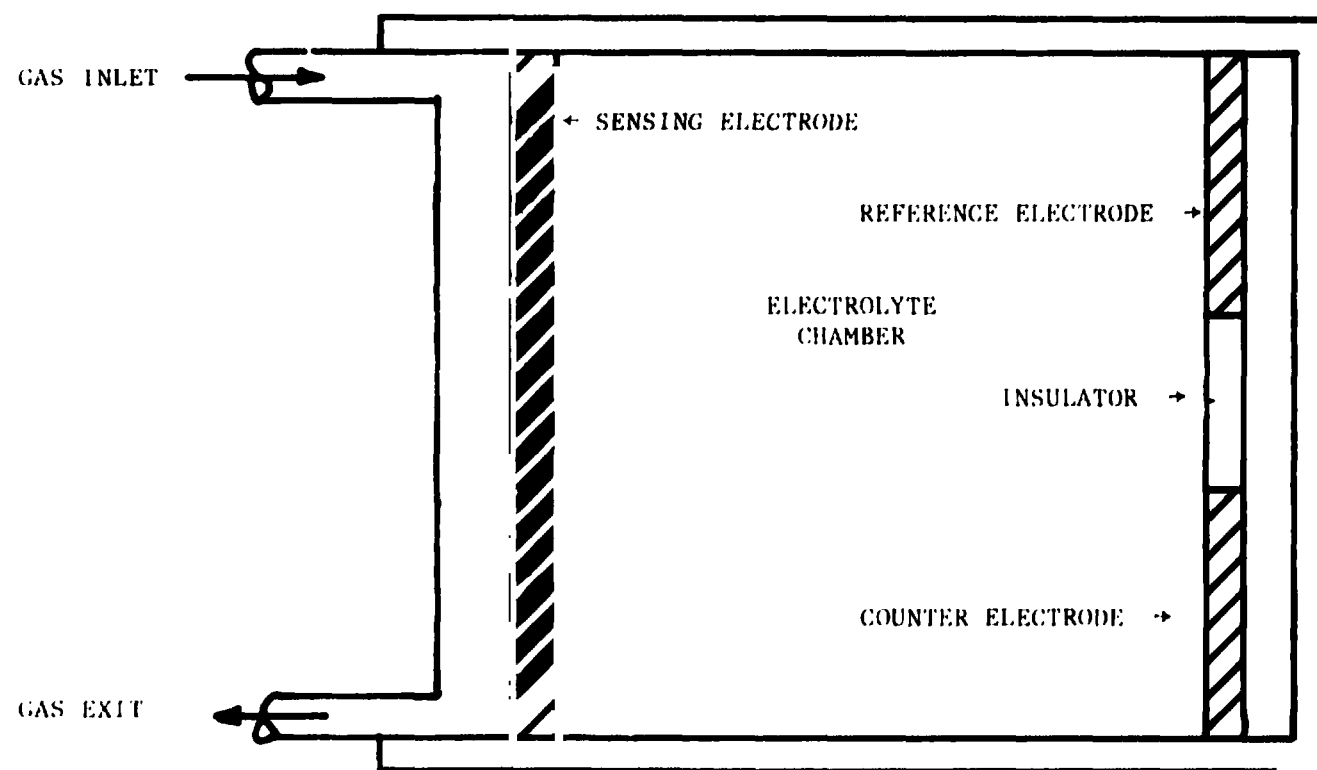 GAS INLET
SENSING ELECTRODE
REFERENCE ELECTRODE
ELECTROLYTE
CHAMBER
INSULATOR
COUNTER ELECTRODE
GAS EXIT